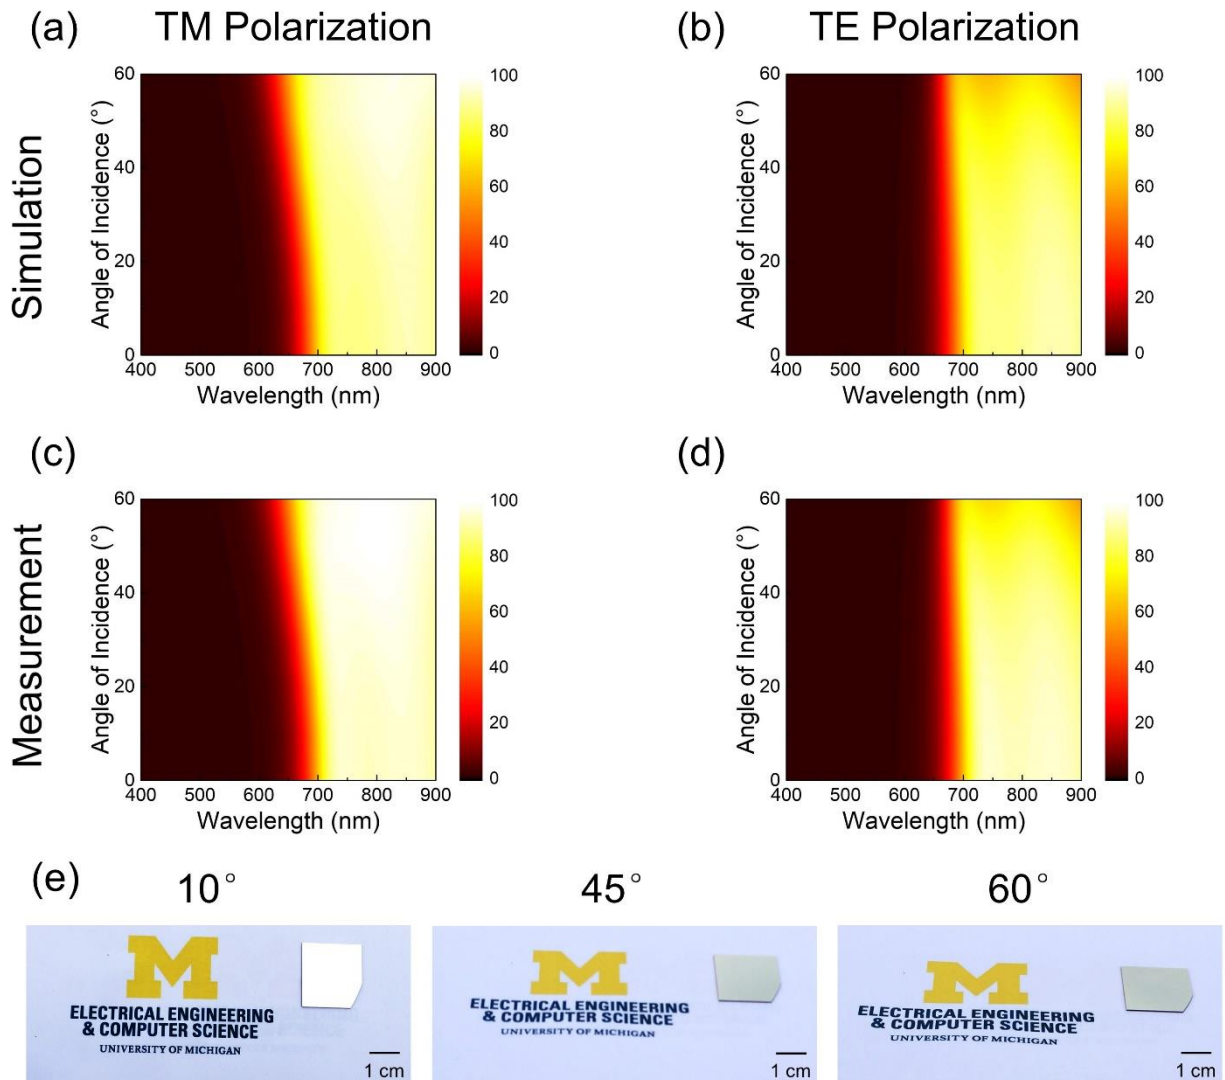 (a) TM Polarization
(b) TE Polarization
Simulation
Angle of Incidence (°)
60
40
20
0
400 500 600 700 800 900
Wavelength (nm)
100
80
60
40
20
0
Angle of Incidence (°)
60
40
20
0
400 500 600 700 800 900
Wavelength (nm)
100
80
60
40
20
0
(c)
(d)
Measurement
Angle of Incidence (°)
60
40
20
0
400 500 600 700 800 900
Wavelength (nm)
100
80
60
40
20
0
Angle of Incidence (°)
60
40
20
0
400 500 600 700 800 900
Wavelength (nm)
100
80
60
40
20
0
(e)
10°
45°
60°
M
ELECTRICAL ENGINEERING
& COMPUTER SCIENCE
UNIVERSITY OF MICHIGAN
1 cm
M
ELECTRICAL ENGINEERING
& COMPUTER SCIENCE
UNIVERSITY OF MICHIGAN
1 cm
M
ELECTRICAL ENGINEERING
& COMPUTER SCIENCE
UNIVERSITY OF MICHIGAN
1 cm